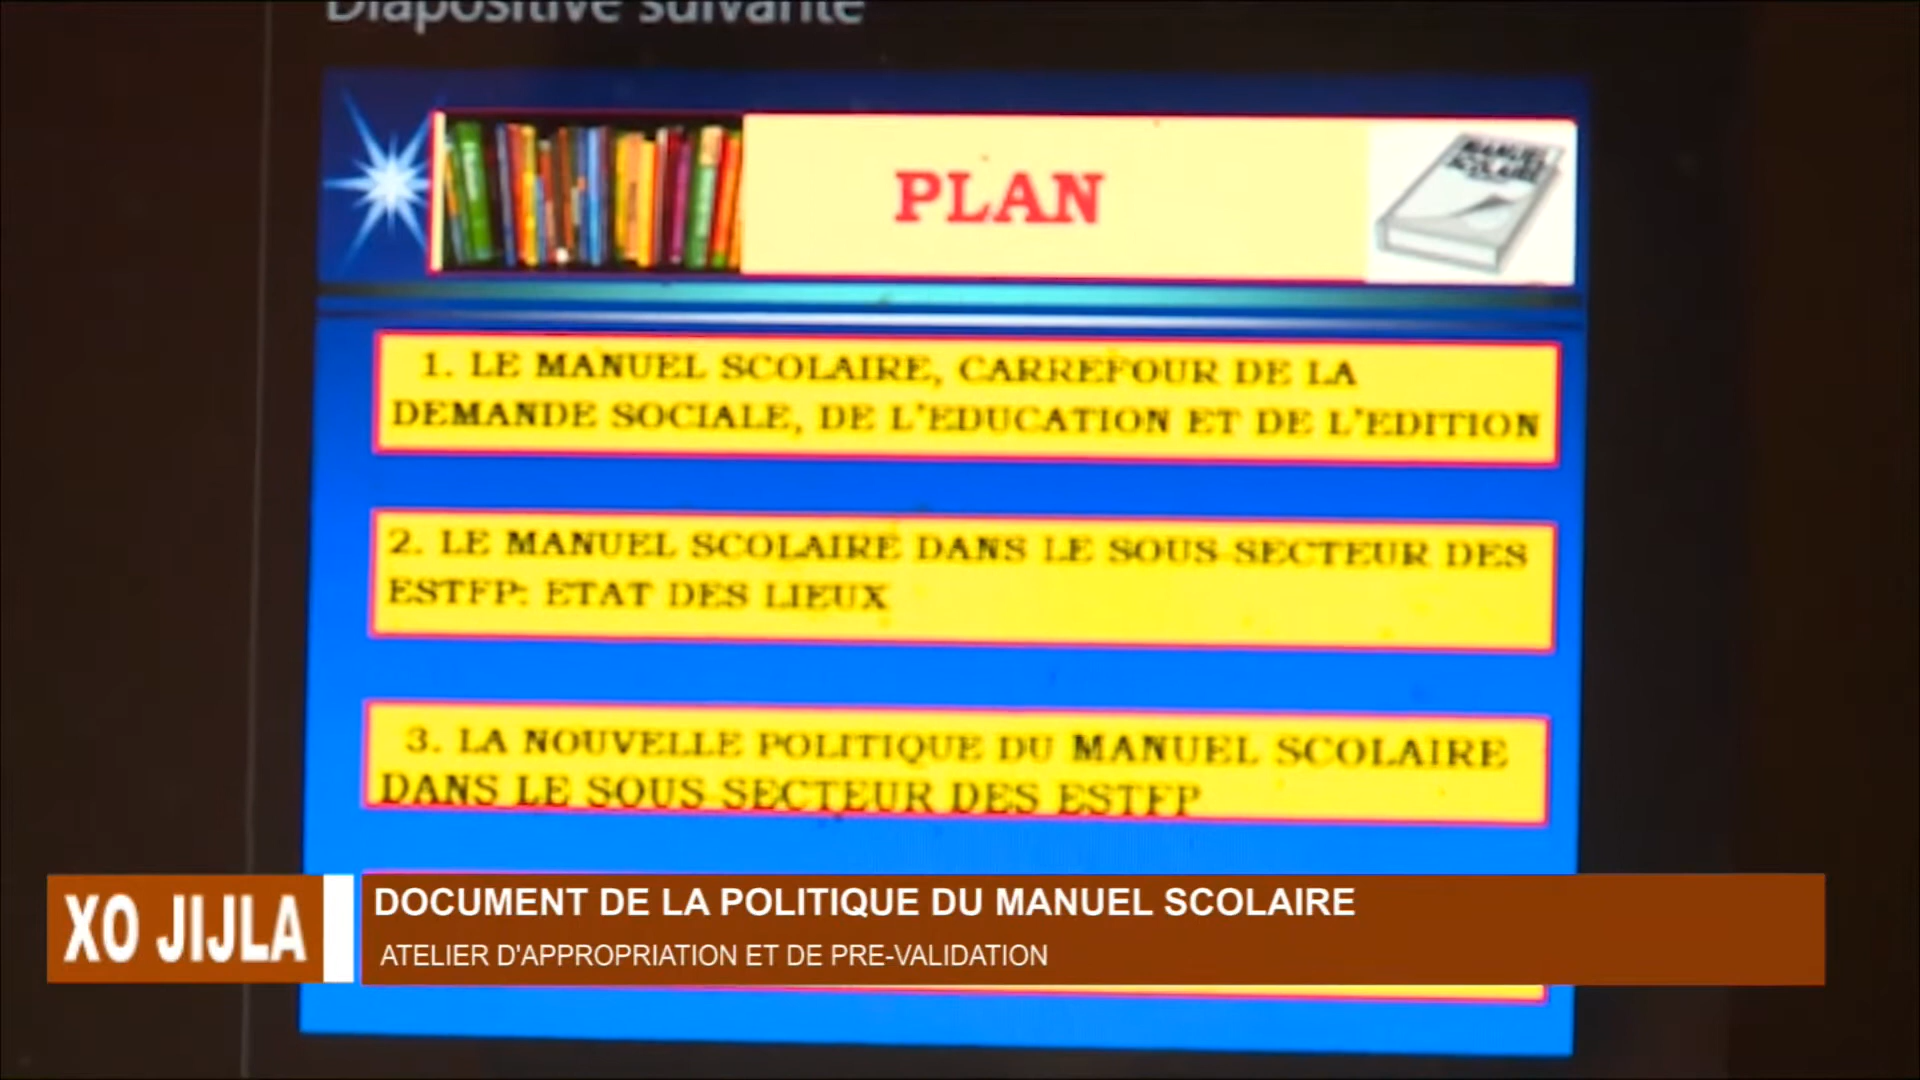 Diapositive suivante
PLAN
MANUEL
SCOLAIRE
1. LE MANUEL SCOLAIRE, CARREFOUR DE LA
DEMANDE SOCIALE, DE L'EDUCATION ET DE L'EDITION
2. LE MANUEL SCOLAIRE DANS LE SOUS-SECTEUR DES
ESTFP: ETAT DES LIEUX
3. LA NOUVELLE POLITIQUE DU MANUEL SCOLAIRE
DANS LE SOUS-SECTEUR DES ESTFP
XO JIJLA
DOCUMENT DE LA POLITIQUE DU MANUEL SCOLAIRE
ATELIER D'APPROPRIATION ET DE PRE-VALIDATION